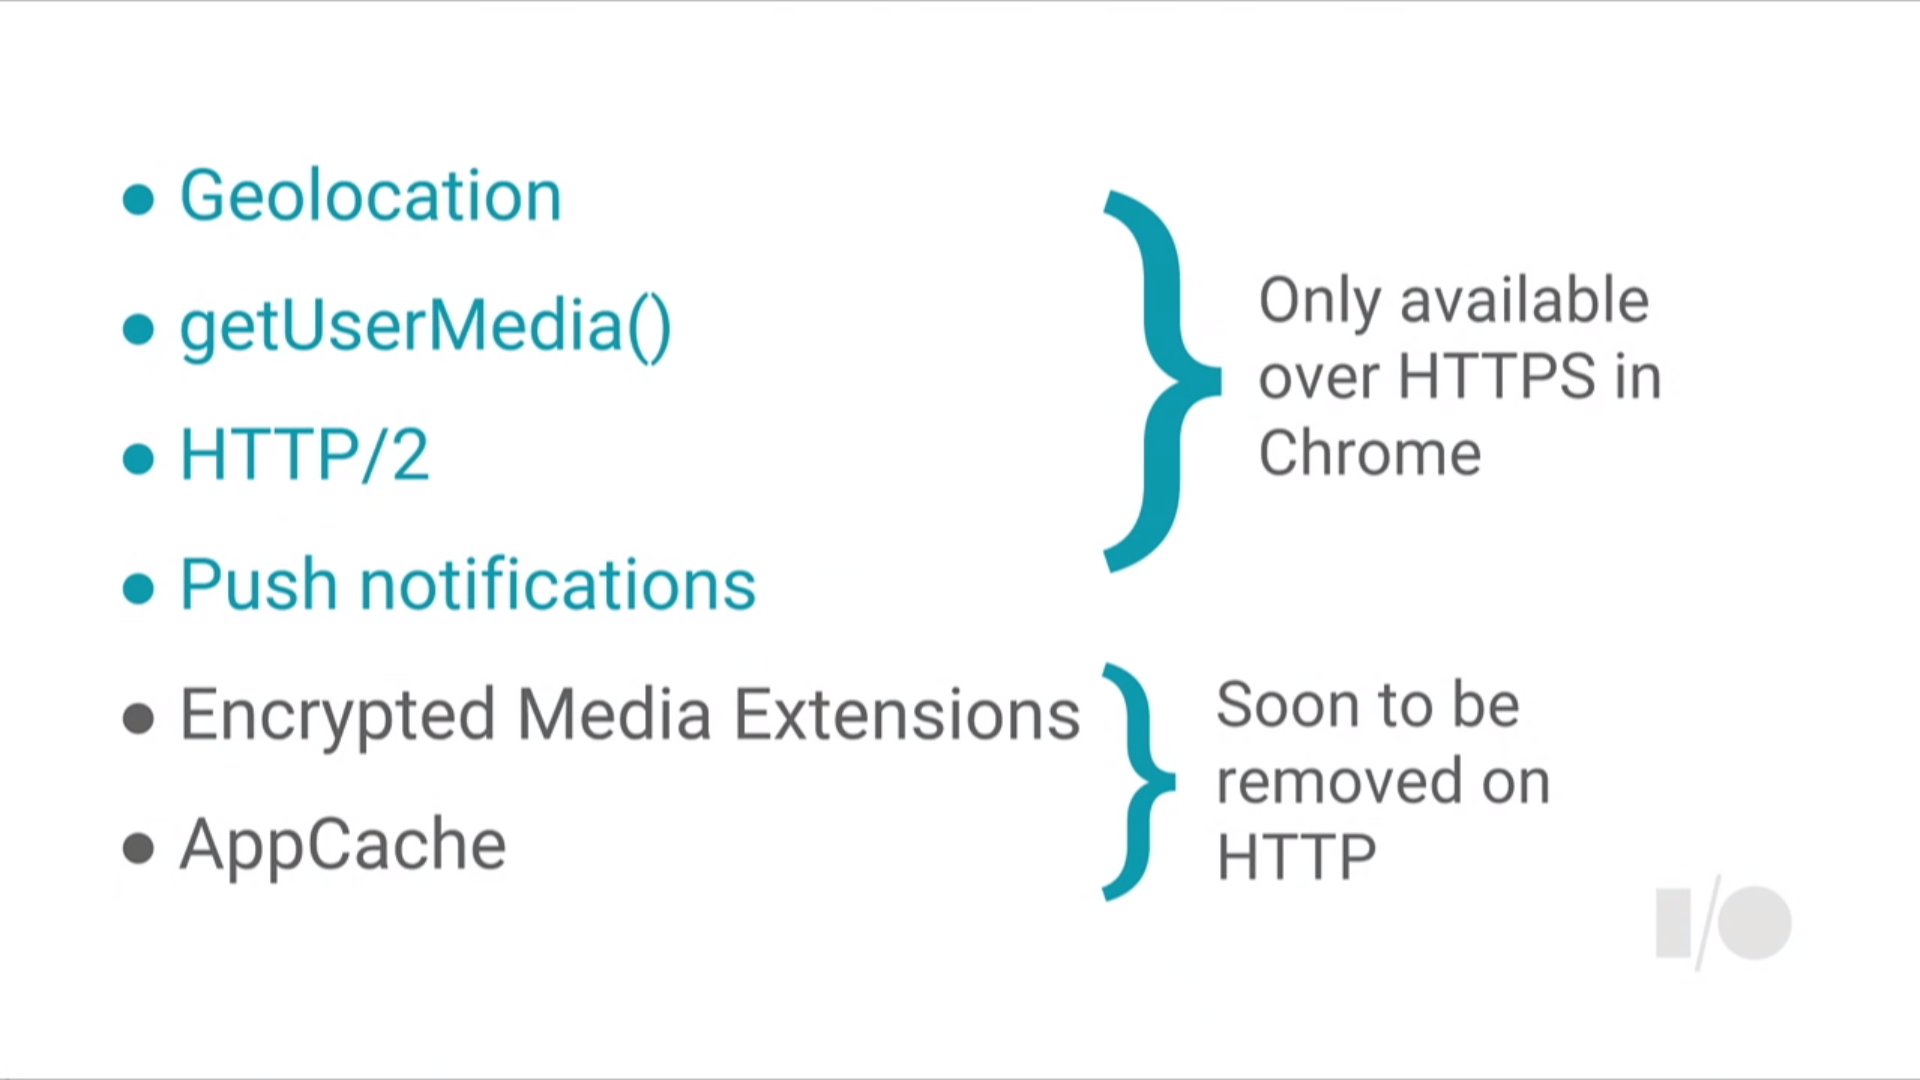 Geolocation
getUserMedia()
HTTP/2
Push notifications
Only available
over HTTPS in
Chrome
Encrypted Media Extensions
AppCache
Soon to be
removed on
HTTP
I/O